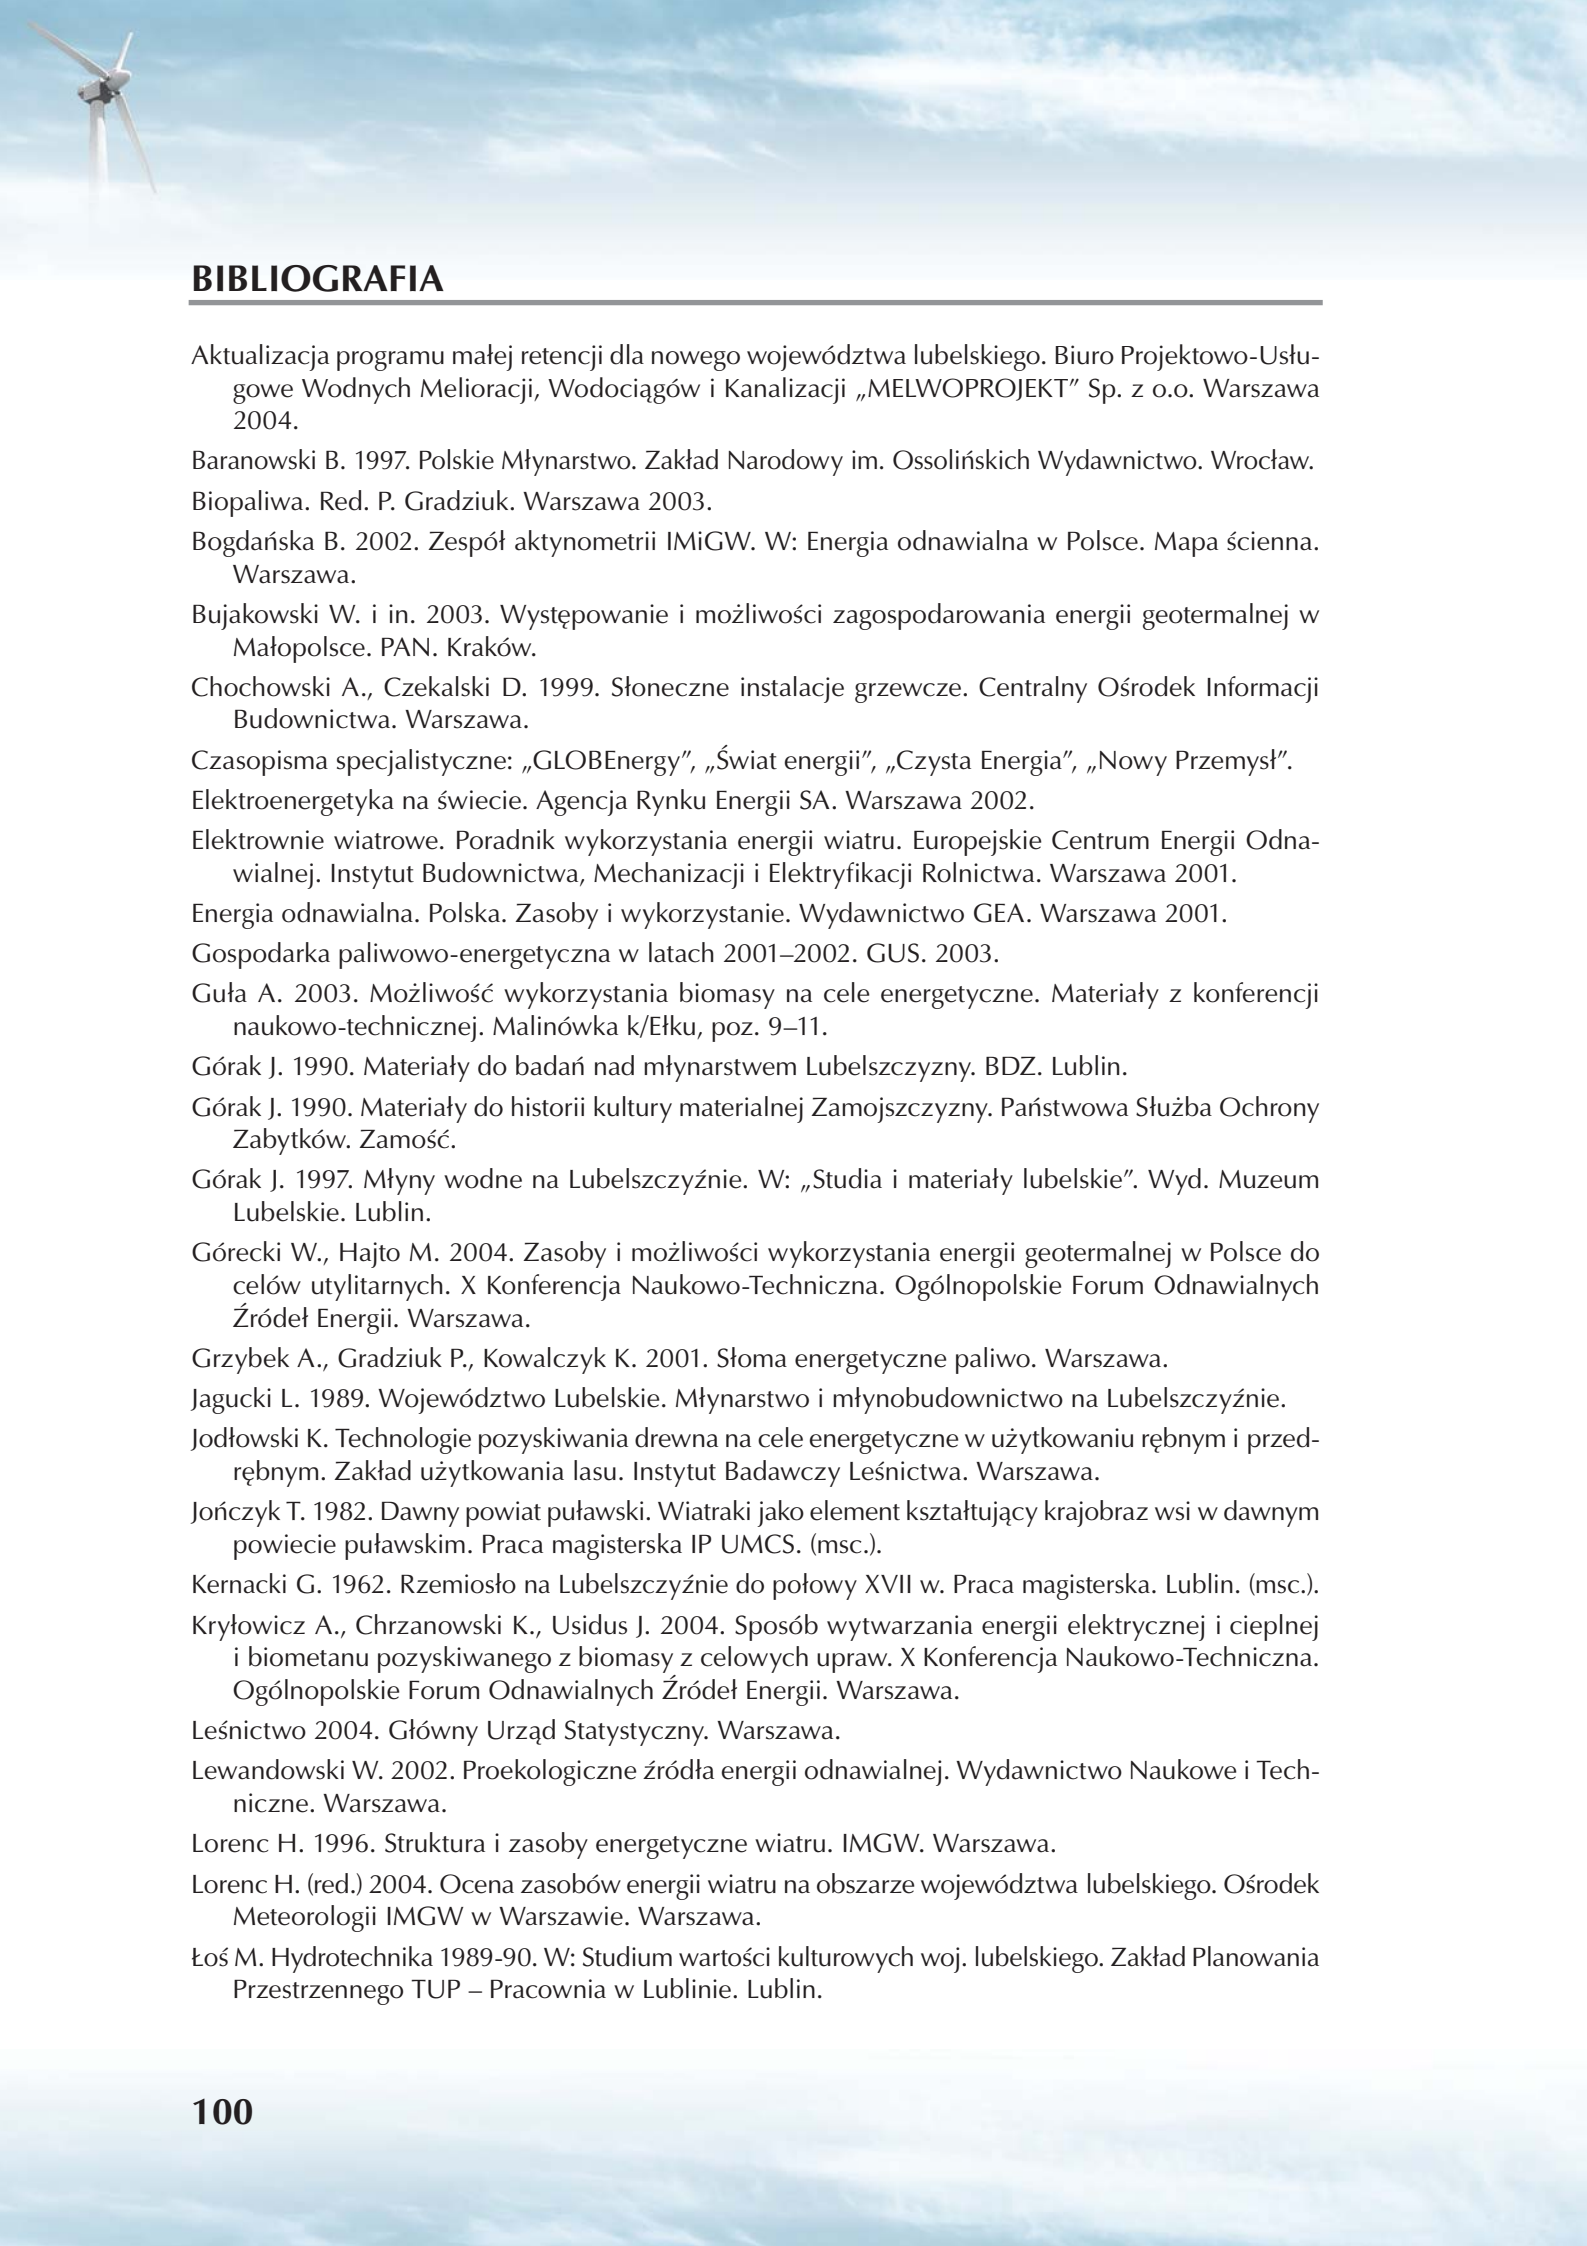 BIBLIOGRAFIA
Aktualizacja programu małej retencji dla nowego województwa lubelskiego. Biuro Projektowo-Usłu-
gowe Wodnych Melioracji, Wodociągów i Kanalizacji „MELWOPROJEKT” Sp. z o.o. Warszawa
2004.
Baranowski B. 1997. Polskie Młynarstwo. Zakład Narodowy im. Ossolińskich Wydawnictwo. Wrocław.
Biopaliwa. Red. P. Gradziuk. Warszawa 2003.
Bogdańska B. 2002. Zespół aktynometrii IMiGW. W: Energia odnawialna w Polsce. Mapa ścienna.
Warszawa.
Bujakowski W. i in. 2003. Występowanie i możliwości zagospodarowania energii geotermalnej w
Małopolsce. PAN. Kraków.
Chochowski A., Czekalski D. 1999. Słoneczne instalacje grzewcze. Centralny Ośrodek Informacji
Budownictwa. Warszawa.
Czasopisma specjalistyczne: „GLOBEnergy”, „Świat energii”, „Czysta Energia”, „Nowy Przemysł”.
Elektroenergetyka na świecie. Agencja Rynku Energii SA. Warszawa 2002.
Elektrownie wiatrowe. Poradnik wykorzystania energii wiatru. Europejskie Centrum Energii Odna-
wialnej. Instytut Budownictwa, Mechanizacji i Elektryfikacji Rolnictwa. Warszawa 2001.
Energia odnawialna. Polska. Zasoby i wykorzystanie. Wydawnictwo GEA. Warszawa 2001.
Gospodarka paliwowo-energetyczna w latach 2001–2002. GUS. 2003.
Guła A. 2003. Możliwość wykorzystania biomasy na cele energetyczne. Materiały z konferencji
naukowo-technicznej. Malinówka k/Ełku, poz. 9–11.
Górak J. 1990. Materiały do badań nad młynarstwem Lubelszczyzny. BDZ. Lublin.
Górak J. 1990. Materiały do historii kultury materialnej Zamojszczyzny. Państwowa Służba Ochrony
Zabytków. Zamość.
Górak J. 1997. Młyny wodne na Lubelszczyźnie. W: „Studia i materiały lubelskie”. Wyd. Muzeum
Lubelskie. Lublin.
Górecki W., Hajto M. 2004. Zasoby i możliwości wykorzystania energii geotermalnej w Polsce do
celów utylitarnych. X Konferencja Naukowo-Techniczna. Ogólnopolskie Forum Odnawialnych
Źródeł Energii. Warszawa.
Grzybek A., Gradziuk P., Kowalczyk K. 2001. Słoma energetyczne paliwo. Warszawa.
Jagucki L. 1989. Województwo Lubelskie. Młynarstwo i młynobudownictwo na Lubelszczyźnie.
Jodłowski K. Technologie pozyskiwania drewna na cele energetyczne w użytkowaniu rębnym i przed-
rębnym. Zakład użytkowania lasu. Instytut Badawczy Leśnictwa. Warszawa.
Jończyk T. 1982. Dawny powiat puławski. Wiatraki jako element kształtujący krajobraz wsi w dawnym
powiecie puławskim. Praca magisterska IP UMCS. (msc.).
Kernacki G. 1962. Rzemiosło na Lubelszczyźnie do połowy XVII w. Praca magisterska. Lublin. (msc.).
Kryłowicz A., Chrzanowski K., Usidus J. 2004. Sposób wytwarzania energii elektrycznej i cieplnej
i biometanu pozyskiwanego z biomasy z celowych upraw. X Konferencja Naukowo-Techniczna.
Ogólnopolskie Forum Odnawialnych Źródeł Energii. Warszawa.
Leśnictwo 2004. Główny Urząd Statystyczny. Warszawa.
Lewandowski W. 2002. Proekologiczne źródła energii odnawialnej. Wydawnictwo Naukowe i Tech-
niczne. Warszawa.
Lorenc H. 1996. Struktura i zasoby energetyczne wiatru. IMGW. Warszawa.
Lorenc H. (red.) 2004. Ocena zasobów energii wiatru na obszarze województwa lubelskiego. Ośrodek
Meteorologii IMGW w Warszawie. Warszawa.
Łoś M. Hydrotechnika 1989-90. W: Studium wartości kulturowych woj. lubelskiego. Zakład Planowania
Przestrzennego TUP – Pracownia w Lublinie. Lublin.
100